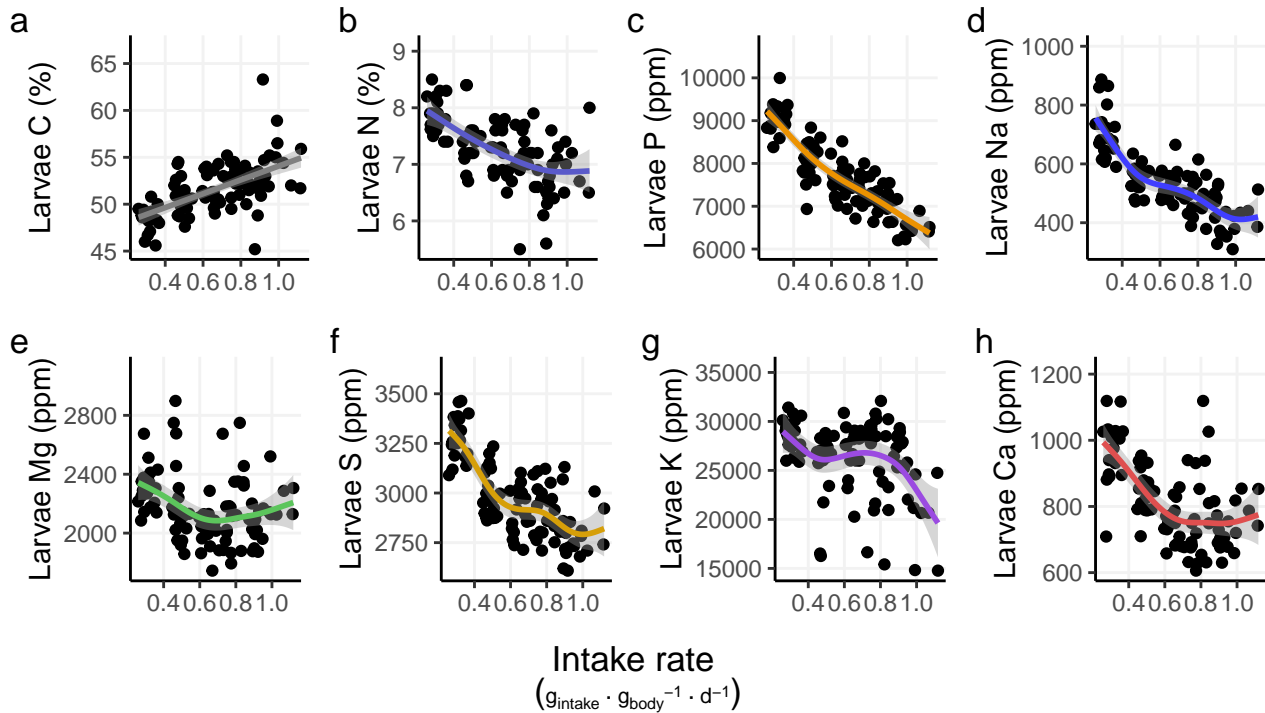 a
Larvae C (%)
65
60
55
50
45
0.4 0.6 0.8 1.0
b
Larvae N (%)
9
8
7
6
0.4 0.6 0.8 1.0
c
Larvae P (ppm)
10000
9000
8000
7000
6000
0.4 0.6 0.8 1.0
d
Larvae Na (ppm)
1000
800
600
400
0.4 0.6 0.8 1.0
e
Larvae Mg (ppm)
2800
2400
2000
0.4 0.6 0.8 1.0
f
Larvae S (ppm)
3500
3250
3000
2750
0.4 0.6 0.8 1.0
g
Larvae K (ppm)
35000
30000
25000
20000
15000
0.4 0.6 0.8 1.0
h
Larvae Ca (ppm)
1200
1000
800
600
0.4 0.6 0.8 1.0
Intake rate
(g_intake · g_body⁻¹ · d⁻¹)